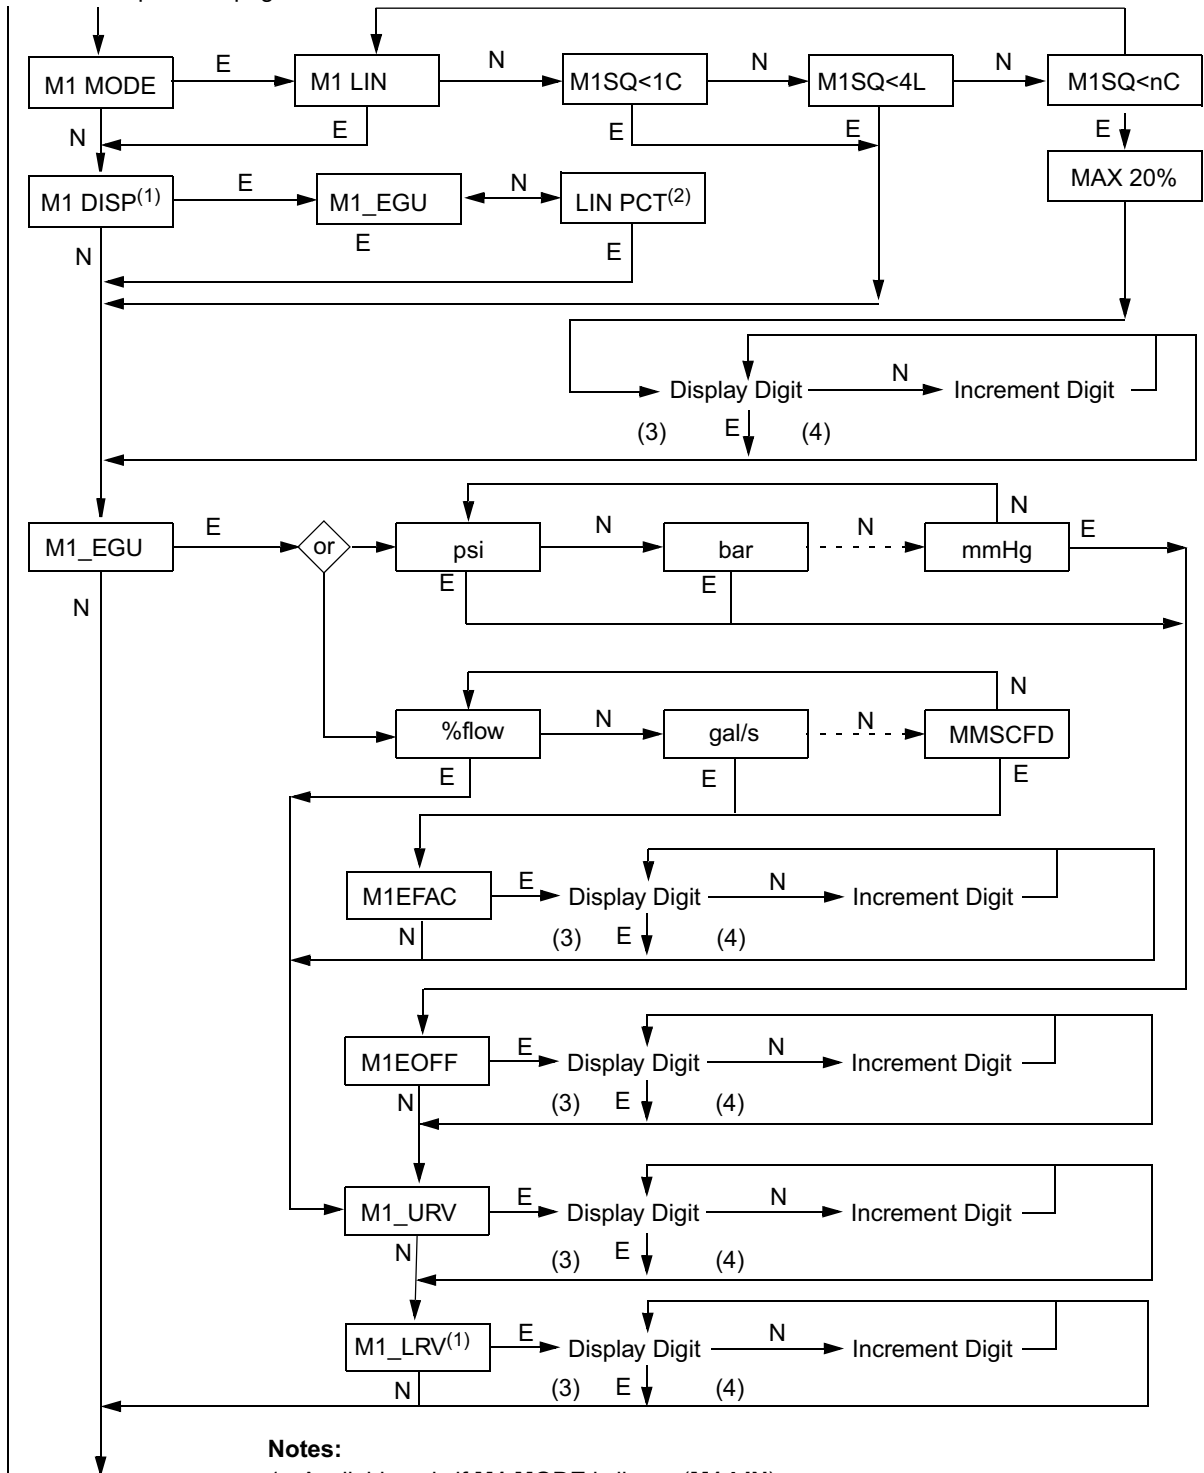 M1 MODE E M1 LIN N M1SQ<1C N M1SQ<4L N M1SQ<nC
N E E E E
MAX 20%
M1 DISP(1) E M1_EGU N LIN PCT(2)
N E E
Display Digit N Increment Digit
(3) E (4)
M1_EGU E or psi N bar N mmHg N E
N E E
%flow N gal/s N MMSCFD N
E E E
M1EFAC E Display Digit N Increment Digit
N (3) E (4)
M1EOFF E Display Digit N Increment Digit
N (3) E (4)
M1_URV E Display Digit N Increment Digit
N (3) E (4)
M1_LRV(1) E Display Digit N Increment Digit
N (3) E (4)
Notes: